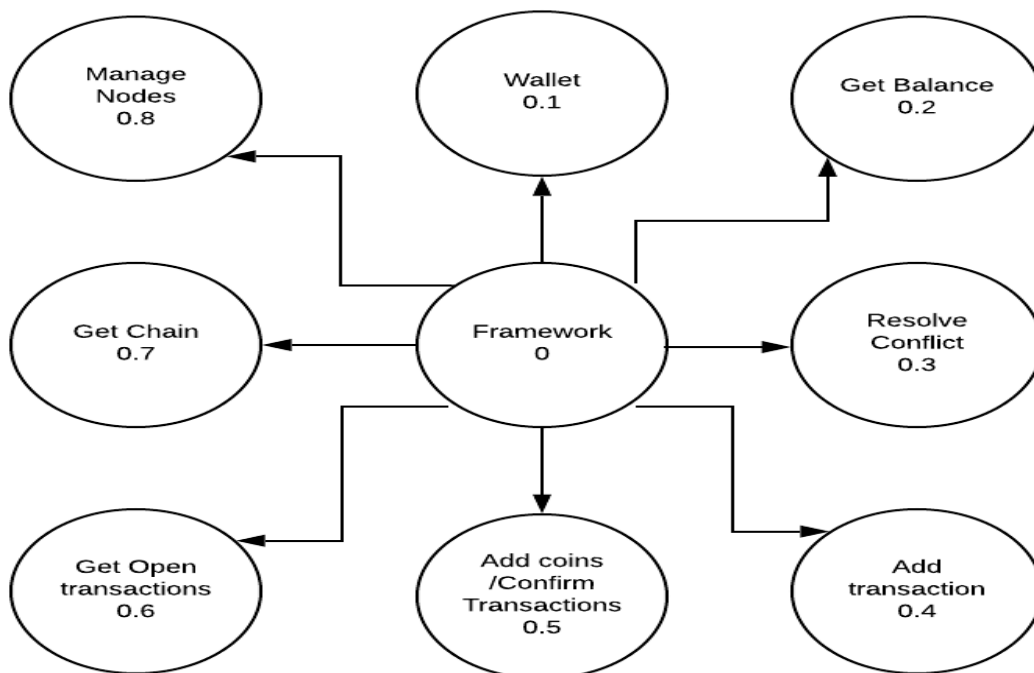 Manage
Nodes
0.8
Wallet
0.1
Get Balance
0.2
Get Chain
0.7
Framework
0
Resolve
Conflict
0.3
Get Open
transactions
0.6
Add coins
/Confirm
Transactions
0.5
Add
transaction
0.4